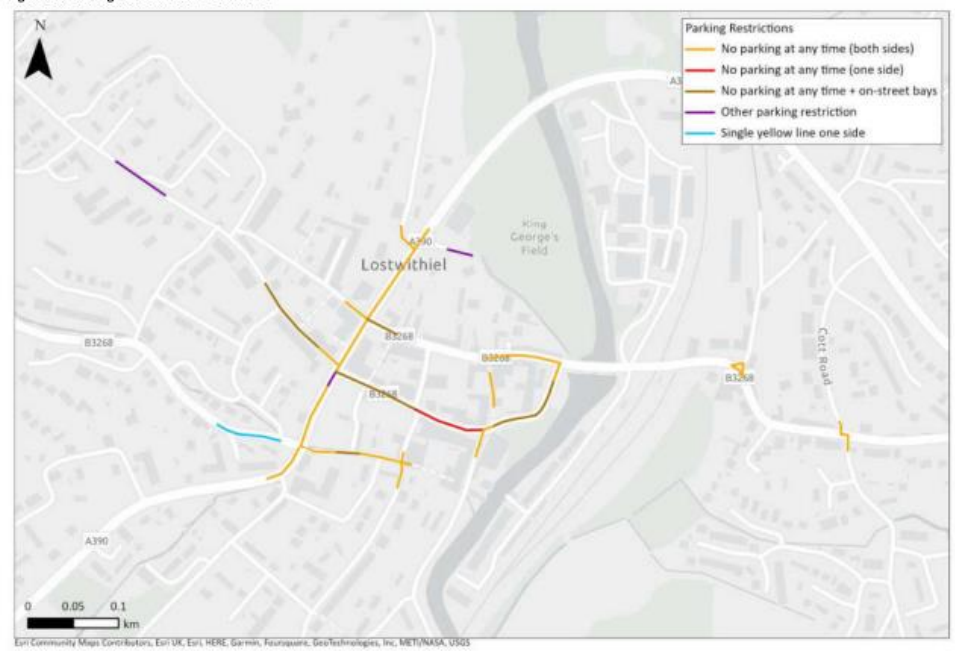 N
Parking Restrictions
No parking at any time (both sides)
No parking at any time (one side)
No parking at any time + on-street bays
Other parking restriction
Single yellow line one side
A3
King
George's
Field
A390
Lostwithiel
B3268
B3268
B3268
B3268
B3268
Cott Road
A390
0 0.05 0.1
km
Esri Community Maps Contributors, Esri UK, Esri, HERE, Garmin, Foursquare, GeoTechnologies, Inc, METI/NASA, USGS